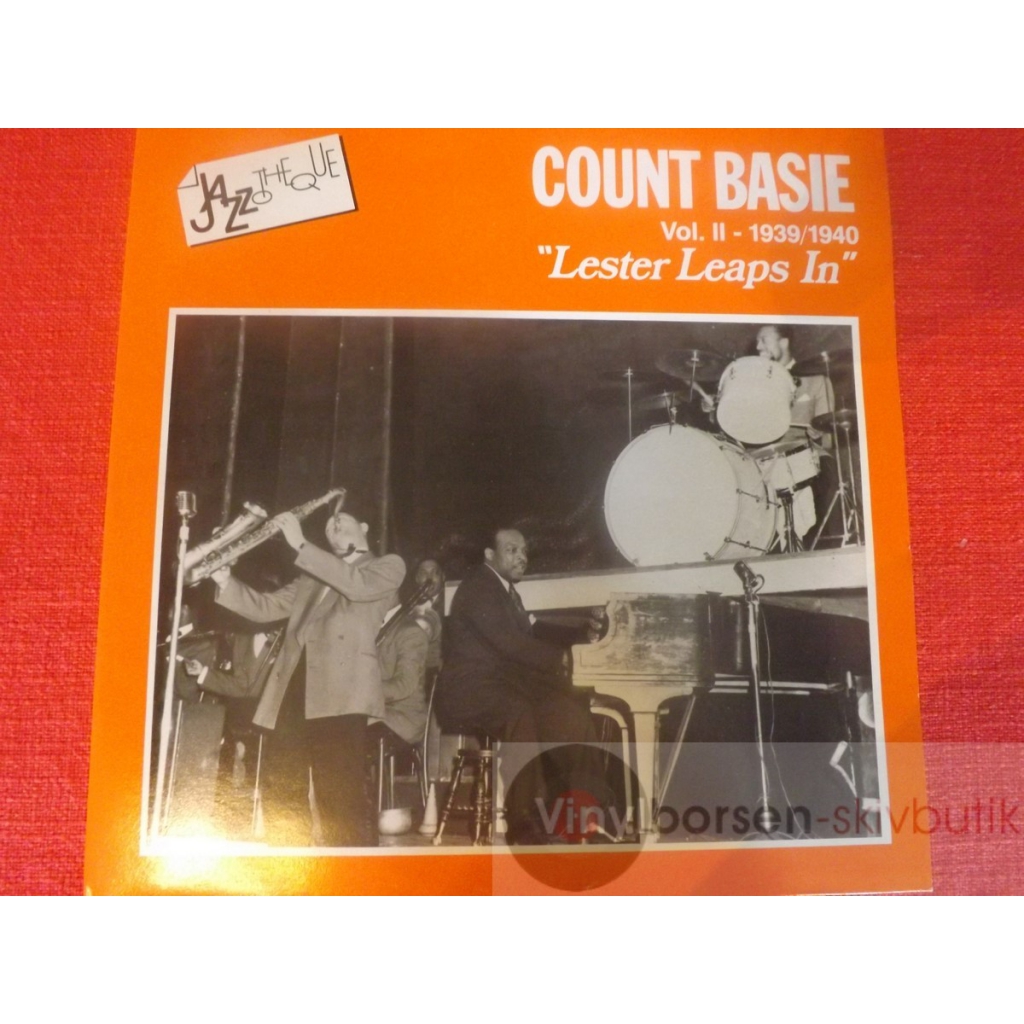 JAZZOTHEQUE
COUNT BASIE
Vol. II - 1939/1940
"Lester Leaps In"
Vinylborsen-skivbutik